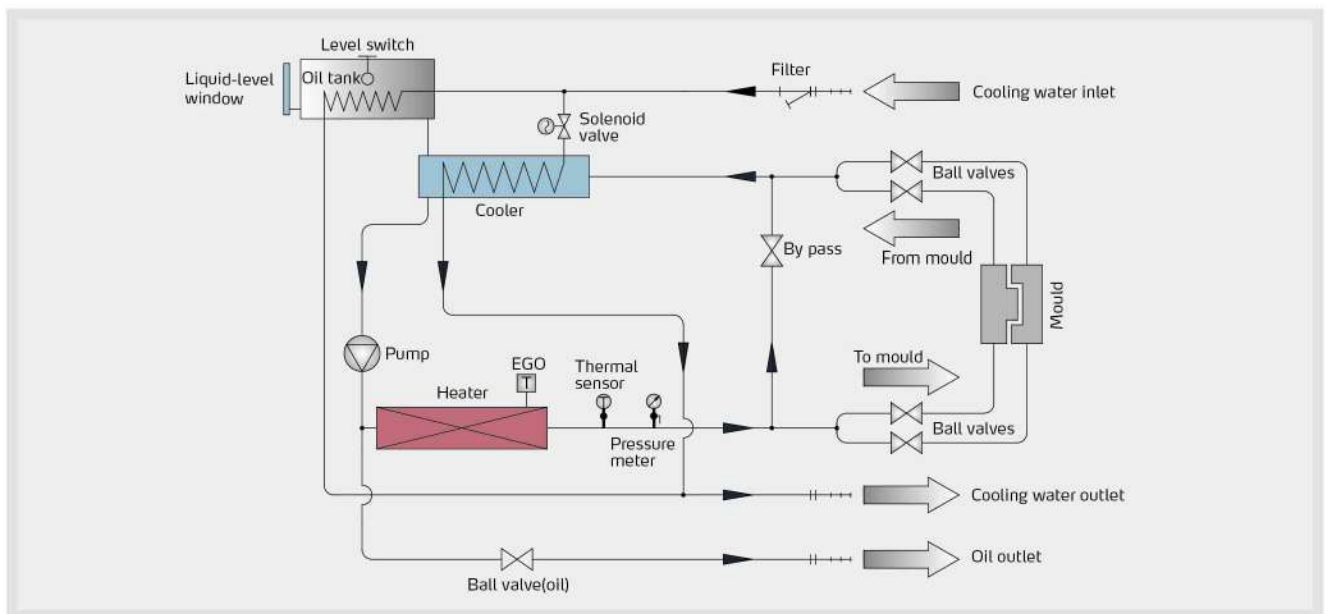 Level switch
Oil tank
Liquid-level
window
Filter
Cooling water inlet
Solenoid
valve
Ball valves
Cooler
By pass
From mould
Mould
Pump
EGO
T
Thermal
sensor
To mould
Heater
T
Ball valves
Pressure
meter
Cooling water outlet
Oil outlet
Ball valve(oil)